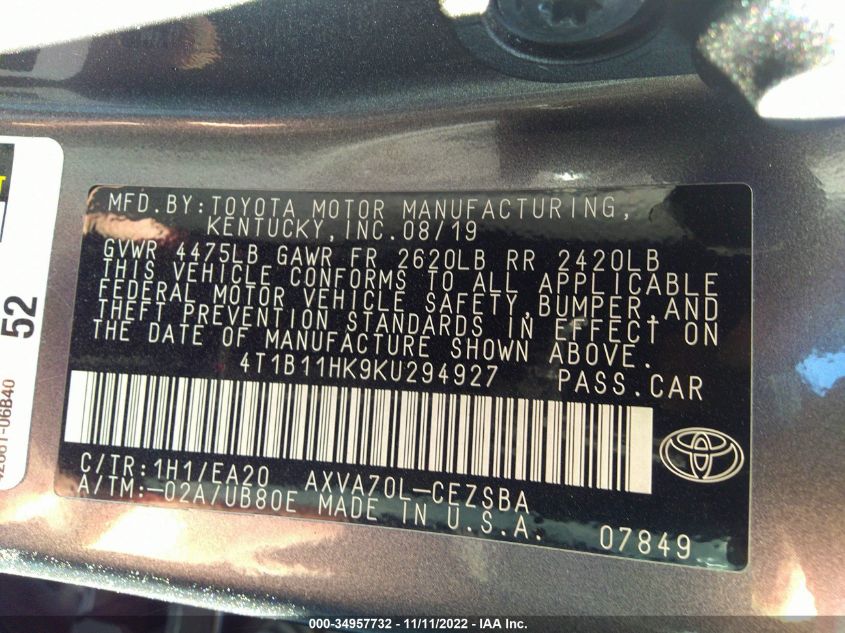 MFD.BY:TOYOTA MOTOR MANUFACTURING,
KENTUCKY,INC.08/19
GVWR 4475LB GAWR FR 2620LB RR 2420LB
THIS VEHICLE CONFORMS TO ALL APPLICABLE
FEDERAL MOTOR VEHICLE SAFETY,BUMPER,AND
THEFT PREVENTION STANDARDS IN EFFECT ON
THE DATE OF MANUFACTURE SHOWN ABOVE.
4T1B11HK9KU294927 PASS.CAR
C/TR:1H1/EA20 AXVA70L-CEZSBA
A/TM:-02A/UB80E MADE IN U.S.A.
07849
52
000-34957732 - 11/11/2022 - IAA Inc.